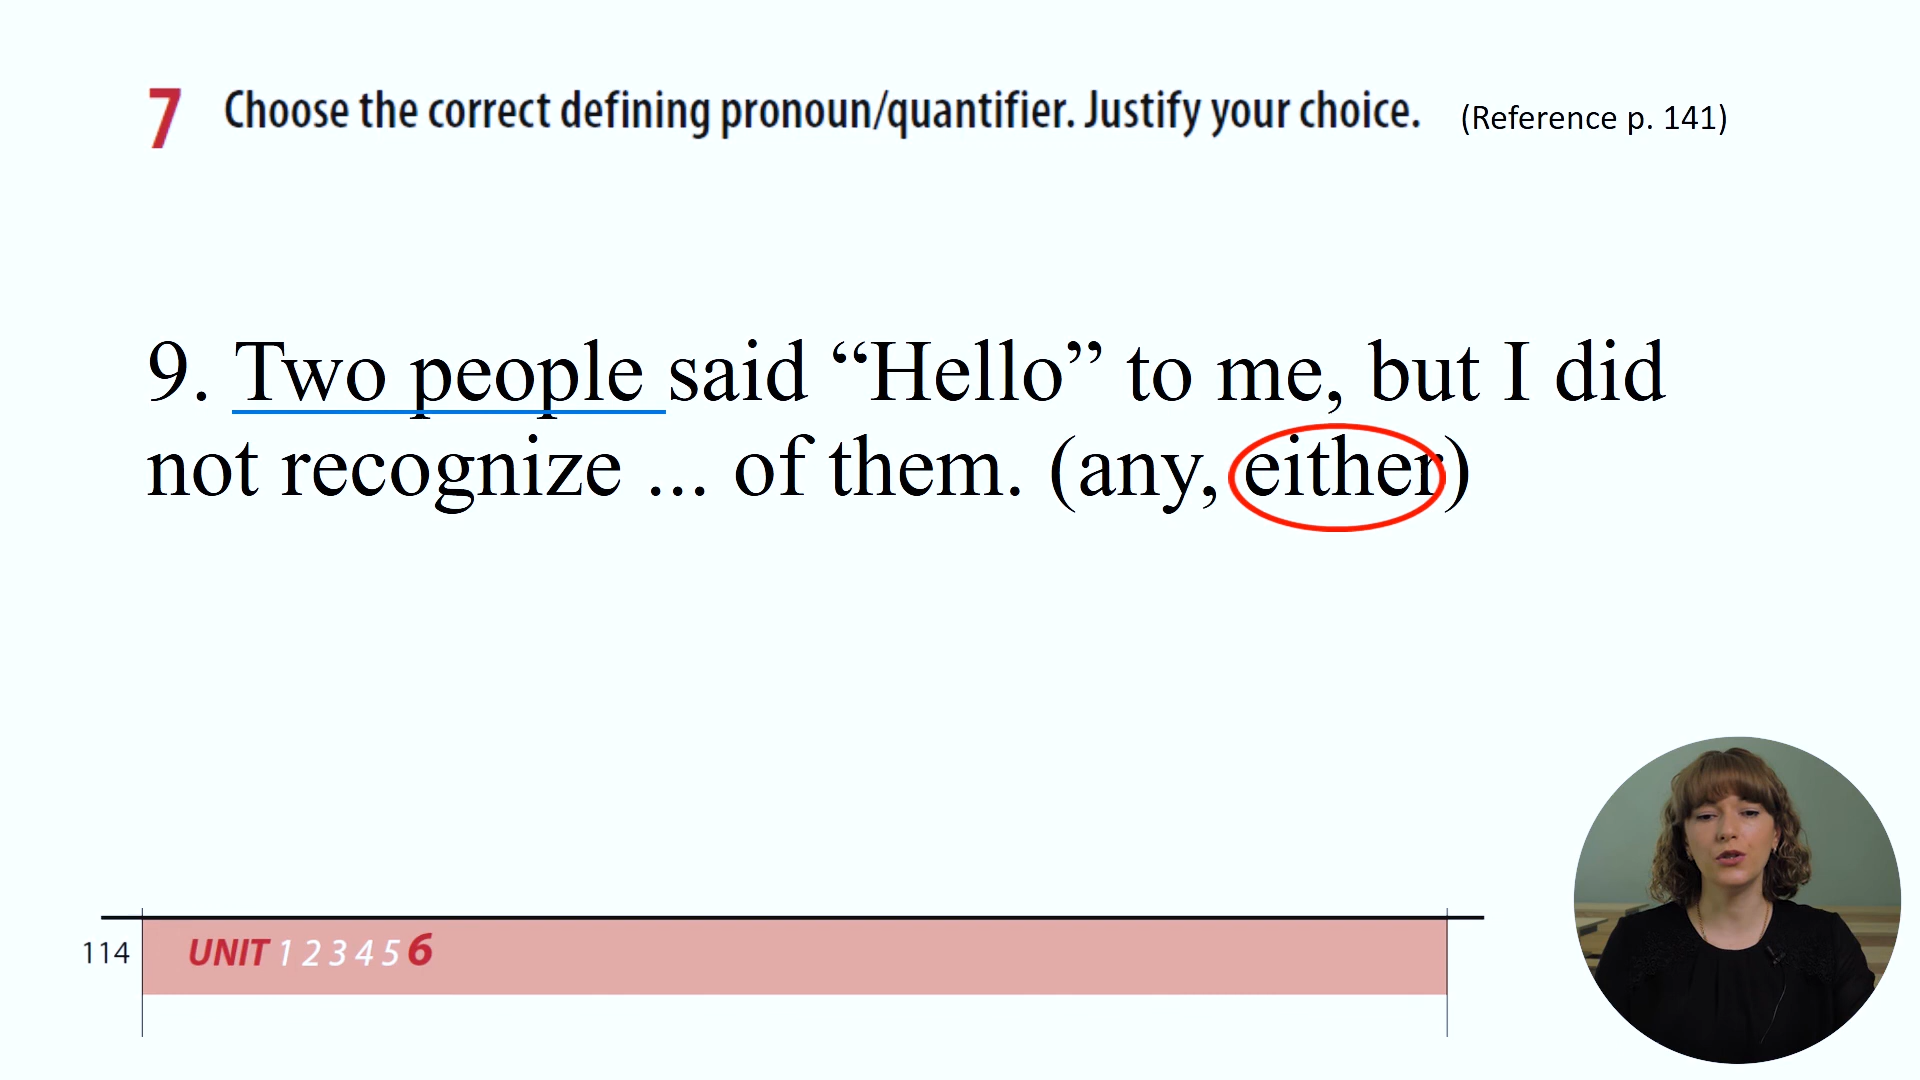 7 Choose the correct defining pronoun/quantifier. Justify your choice. (Reference p. 141)
9. Two people said “Hello” to me, but I did
not recognize ... of them. (any, either)
114 UNIT 1 2 3 4 5 6